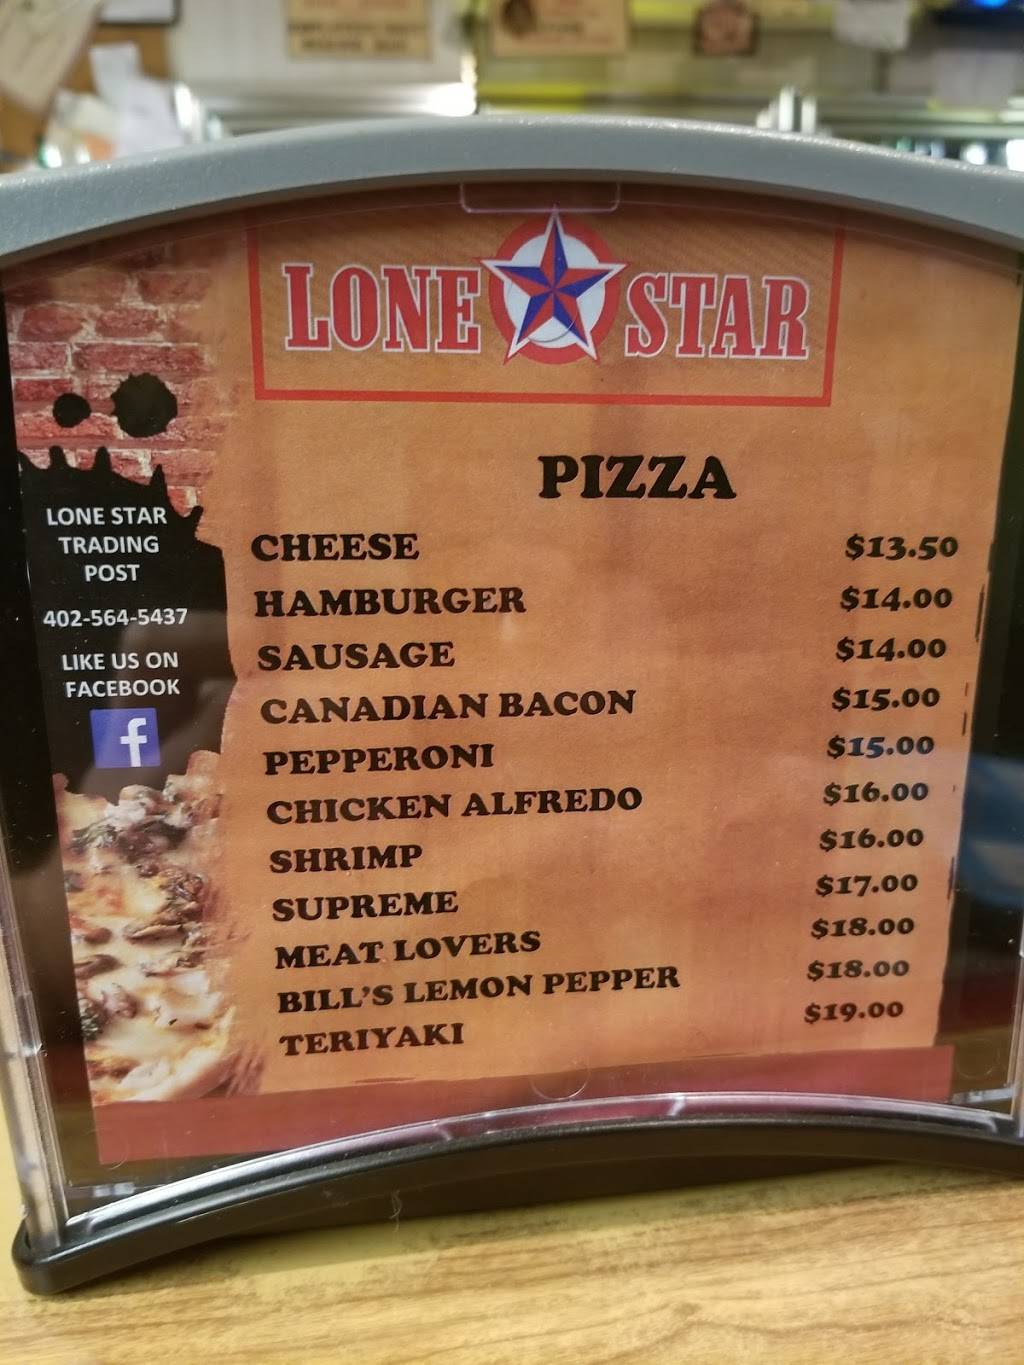 LONE STAR
PIZZA
CHEESE $13.50
HAMBURGER $14.00
SAUSAGE $14.00
CANADIAN BACON $15.00
PEPPERONI $15.00
CHICKEN ALFREDO $16.00
SHRIMP $16.00
SUPREME $17.00
MEAT LOVERS $18.00
BILL'S LEMON PEPPER $18.00
TERIYAKI $19.00
LONE STAR
TRADING
POST
402-564-5437
LIKE US ON
FACEBOOK
f